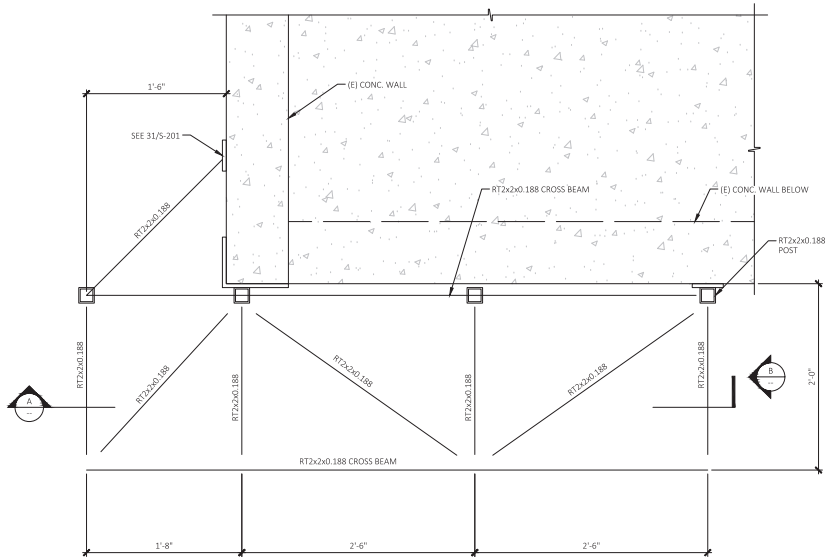 1'-6"
(E) CONC. WALL
SEE 31/S-201
RT2x2x0.188 CROSS BEAM
(E) CONC. WALL BELOW
RT2x2x0.188
RT2x2x0.188
POST
RT2x2x0.188
RT2x2x0.188
RT2x2x0.188
RT2x2x0.188
RT2x2x0.188
RT2x2x0.188
RT2x2x0.188
2'-0"
A
--
B
--
RT2x2x0.188 CROSS BEAM
1'-8"
2'-6"
2'-6"